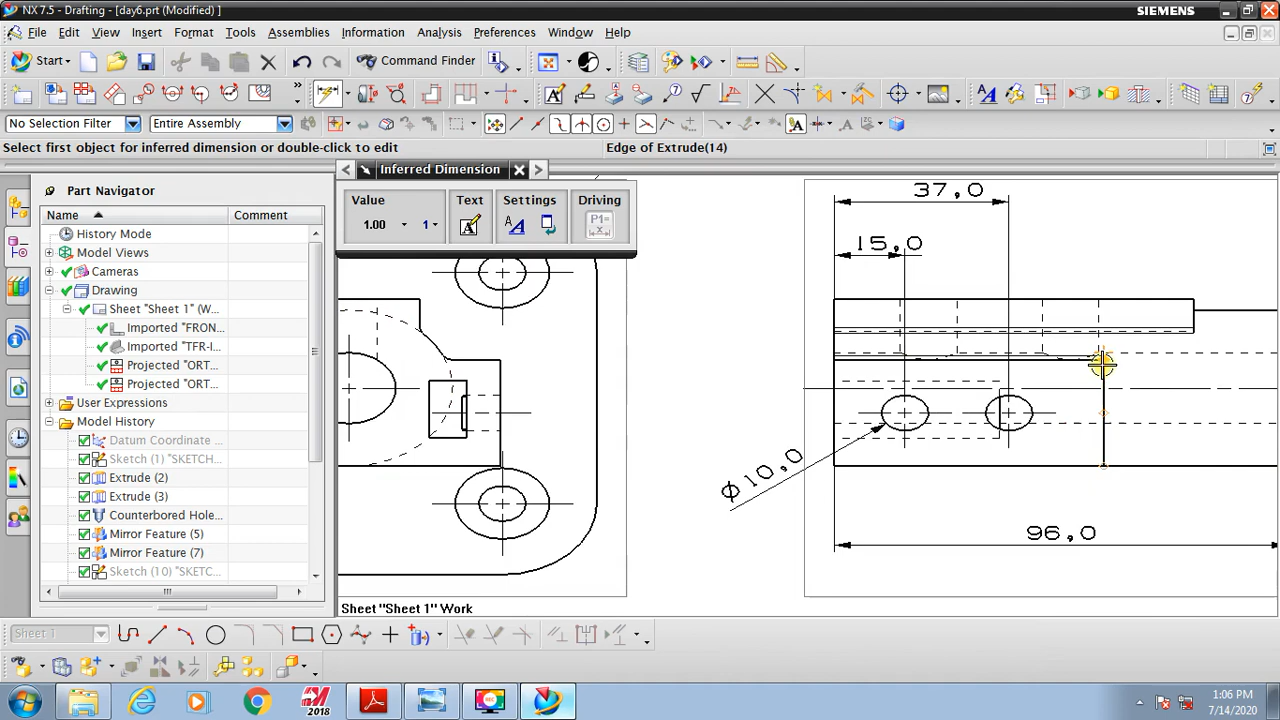 NX 7.5 - Drafting - [day6.prt (Modified) ]
SIEMENS
File Edit View Insert Format Tools Assemblies Information Analysis Preferences Window Help
Start
Command Finder
No Selection Filter
Entire Assembly
Select first object for inferred dimension or double-click to edit
Edge of Extrude(14)
Part Navigator
Name
Comment
History Mode
Model Views
Cameras
Drawing
Sheet "Sheet 1" (W...
Imported "FRON...
Imported "TFR-I...
Projected "ORT...
Projected "ORT...
User Expressions
Model History
Datum Coordinate ...
Sketch (1) "SKETCH...
Extrude (2)
Extrude (3)
Counterbored Hole...
Mirror Feature (5)
Mirror Feature (7)
Sketch (10) "SKETC...
Inferred Dimension
Value
Text
Settings
Driving
1.00
1
P1=
x
37,0
15,0
ϕ10,0
96,0
Sheet "Sheet 1" Work
Sheet 1
2018
REC
1:06 PM
7/14/2020